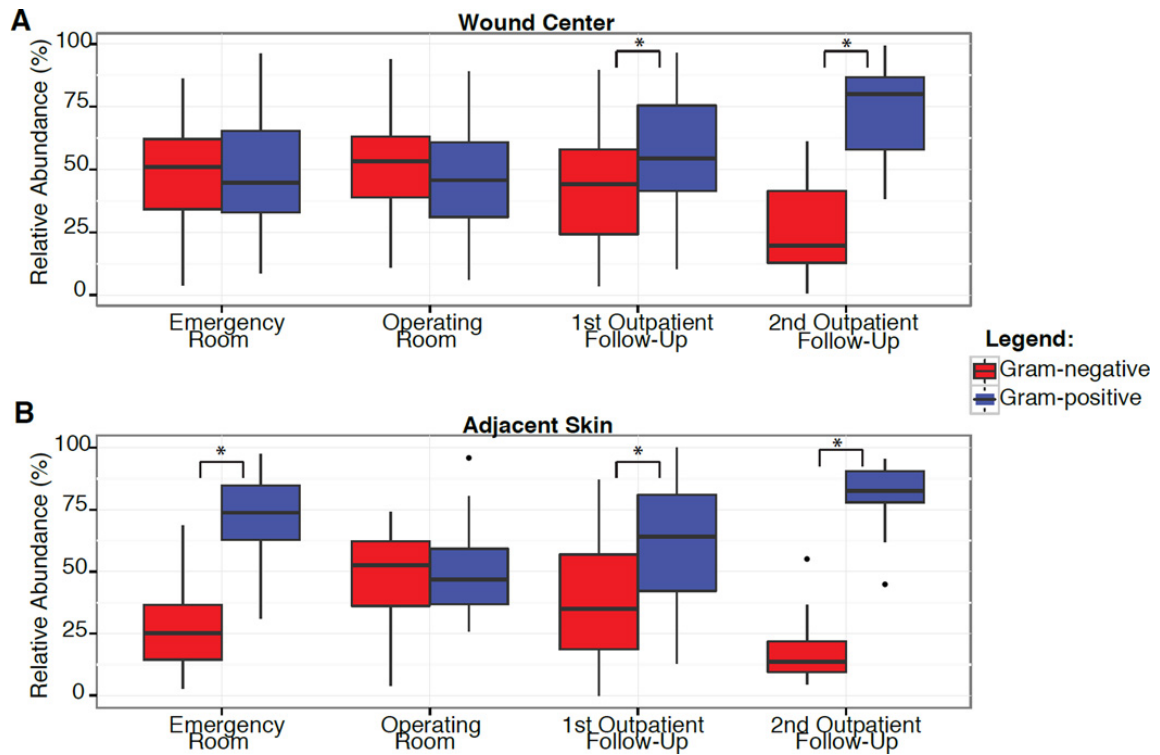 A
Wound Center
Relative Abundance (%)
100
75
50
25
0
*
*
Emergency Room
Operating Room
1st Outpatient Follow-Up
2nd Outpatient Follow-Up
Legend:
Gram-negative
Gram-positive
B
Adjacent Skin
Relative Abundance (%)
100
75
50
25
0
*
*
*
Emergency Room
Operating Room
1st Outpatient Follow-Up
2nd Outpatient Follow-Up